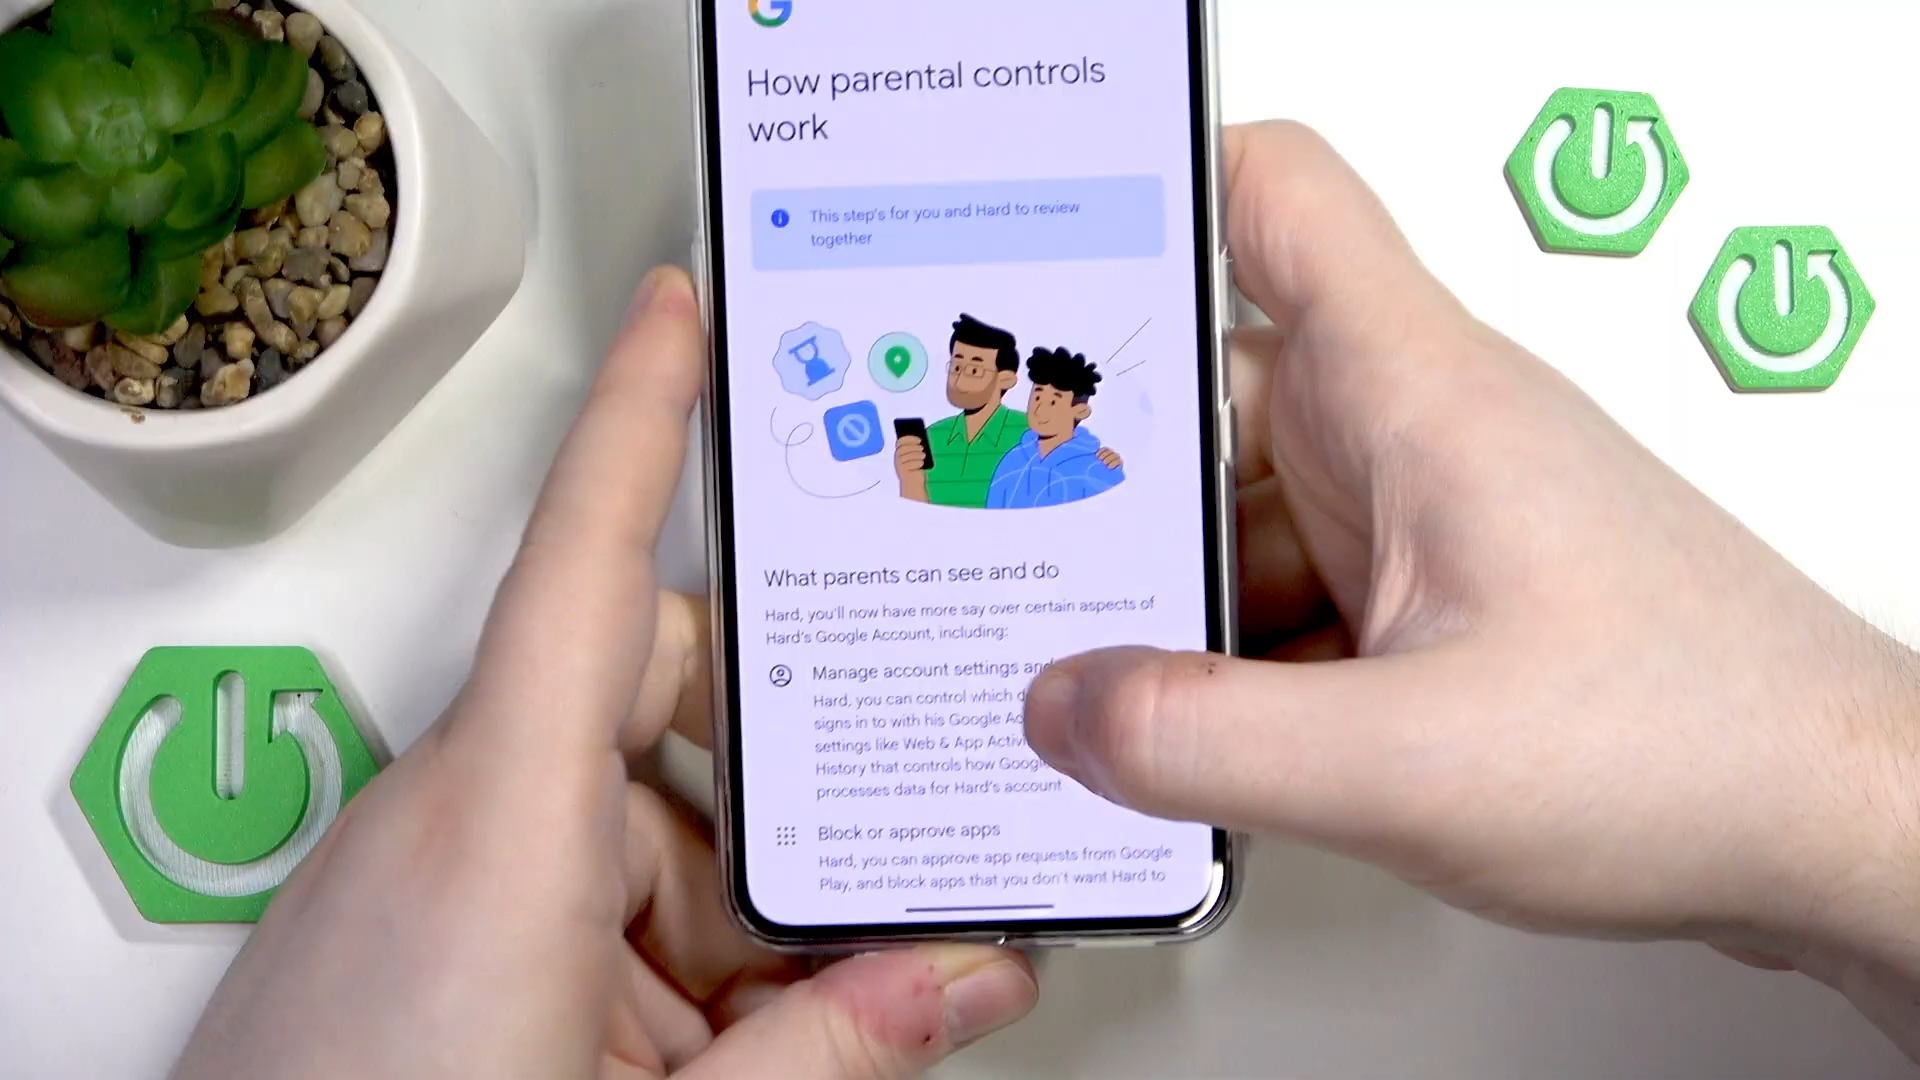 How parental controls
work
This step's for you and Hard to review
together
What parents can see and do
Hard, you'll now have more say over certain aspects of
Hard's Google Account, including:
Manage account settings and
Hard, you can control which
signs in to with his Google
settings like Web & App
History that controls how
processes data for Hard's account
Block or approve apps
Hard, you can approve app requests from Google
Play, and block apps that you don't want Hard to